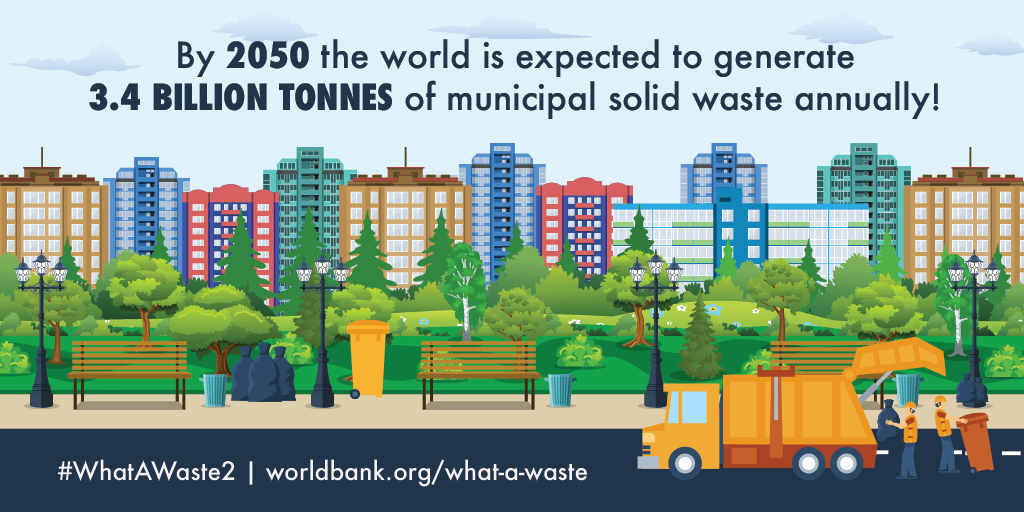 By 2050 the world is expected to generate
3.4 BILLION TONNES of municipal solid waste annually!
#WhatAWaste2 | worldbank.org/what-a-waste